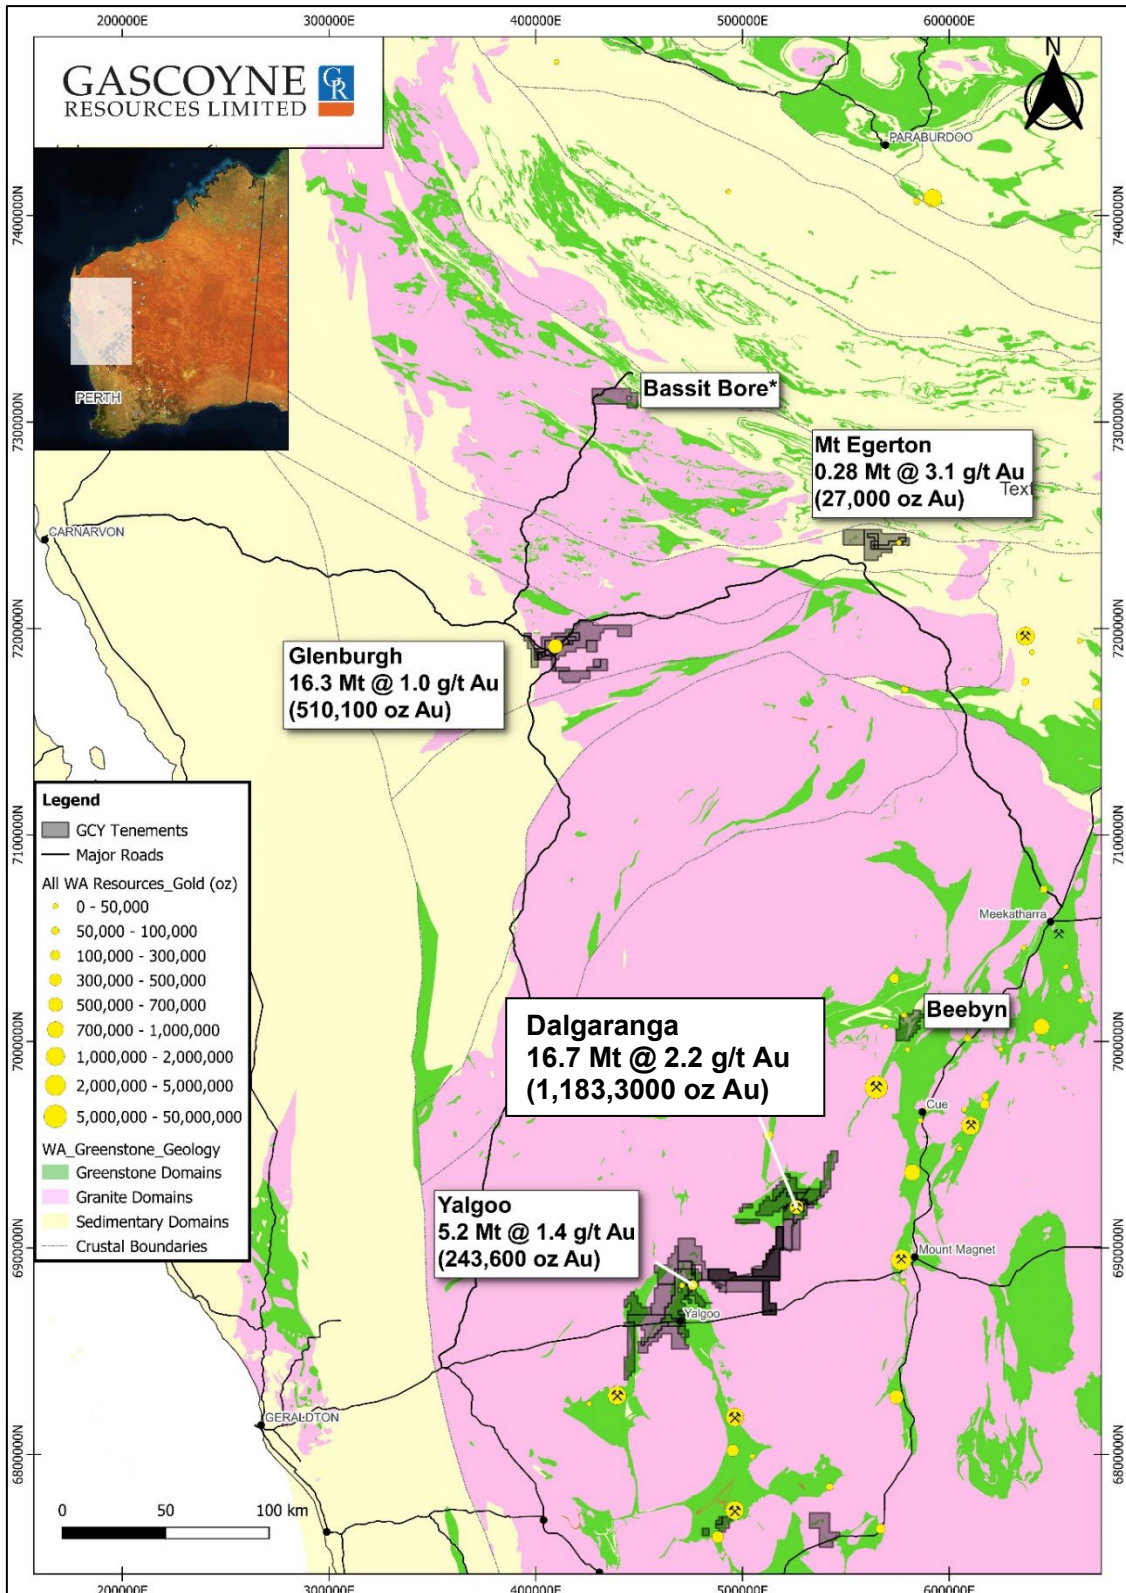 200000E 300000E 400000E 500000E 600000E
GASCOYNE
RESOURCES LIMITED
GR
N
PARABURDOO
7400000N 7400000N
PERTH
Bassit Bore*
7300000N 7300000N
Mt Egerton
0.28 Mt @ 3.1 g/t Au
(27,000 oz Au)
Text
CARNARVON
7200000N 7200000N
Glenburgh
16.3 Mt @ 1.0 g/t Au
(510,100 oz Au)
Legend
GCY Tenements
Major Roads
All WA Resources_Gold (oz)
0 - 50,000
50,000 - 100,000
100,000 - 300,000
300,000 - 500,000
500,000 - 700,000
700,000 - 1,000,000
1,000,000 - 2,000,000
2,000,000 - 5,000,000
5,000,000 - 50,000,000
WA_Greenstone_Geology
Greenstone Domains
Granite Domains
Sedimentary Domains
Crustal Boundaries
7100000N 7100000N
Meekatharra
Beebyn
7000000N 7000000N
Dalgaranga
16.7 Mt @ 2.2 g/t Au
(1,183,3000 oz Au)
Cue
Yalgoo
5.2 Mt @ 1.4 g/t Au
(243,600 oz Au)
6900000N 6900000N
Mount Magnet
Yalgoo
GERALDTON
6800000N 6800000N
0 50 100 km
200000E 300000E 400000E 500000E 600000E